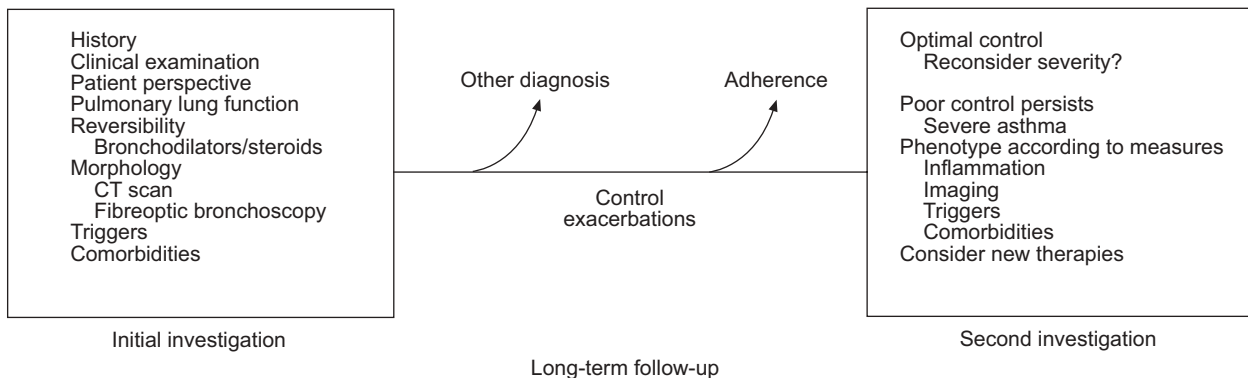 History
Clinical examination
Patient perspective
Pulmonary lung function
Reversibility
Bronchodilators/steroids
Morphology
CT scan
Fibreoptic bronchoscopy
Triggers
Comorbidities
Initial investigation
Other diagnosis
Adherence
Control
exacerbations
Optimal control
Reconsider severity?
Poor control persists
Severe asthma
Phenotype according to measures
Inflammation
Imaging
Triggers
Comorbidities
Consider new therapies
Second investigation
Long-term follow-up